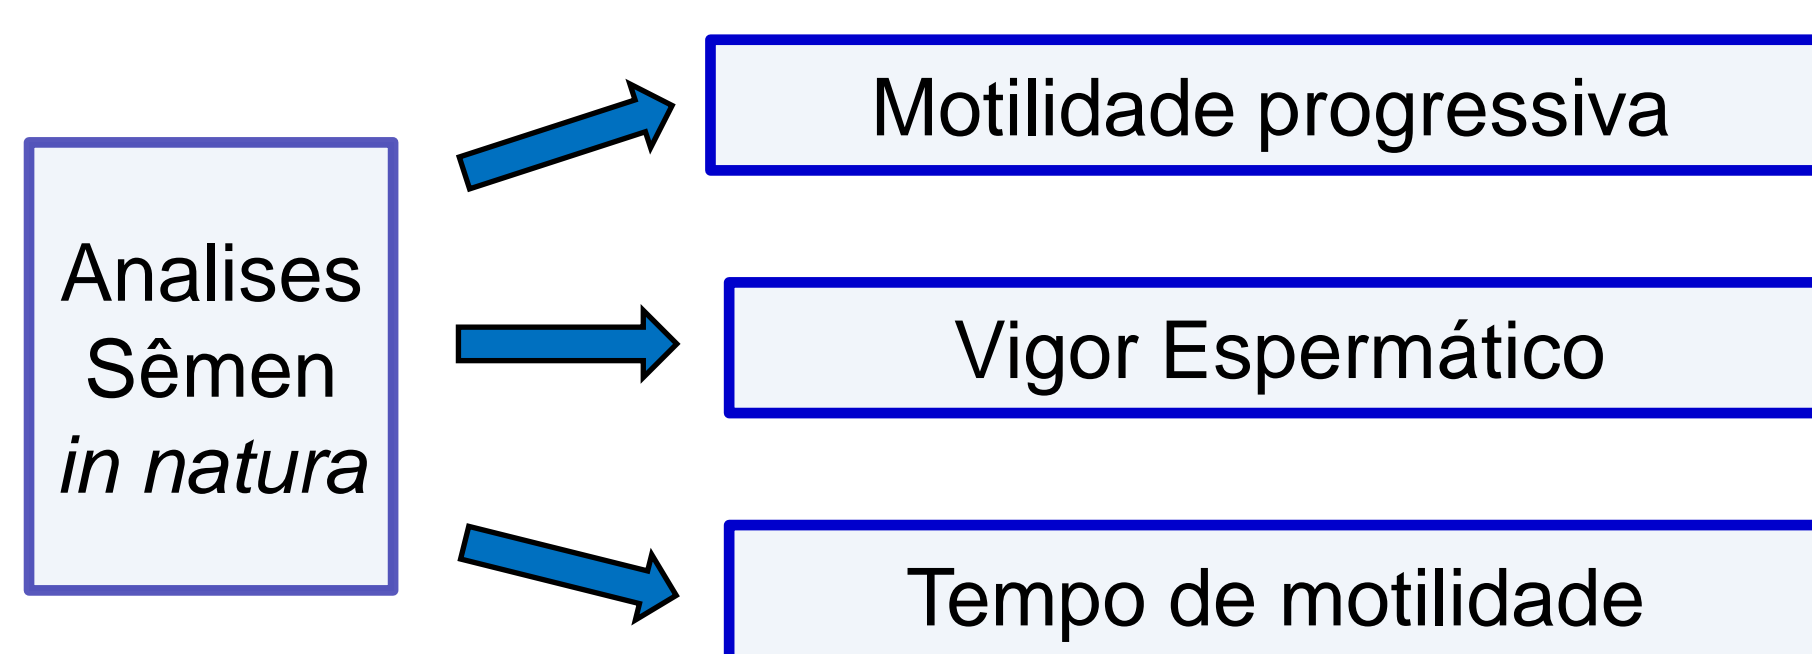 Analises
Sêmen
in natura
Motilidade progressiva
Vigor Espermático
Tempo de motilidade